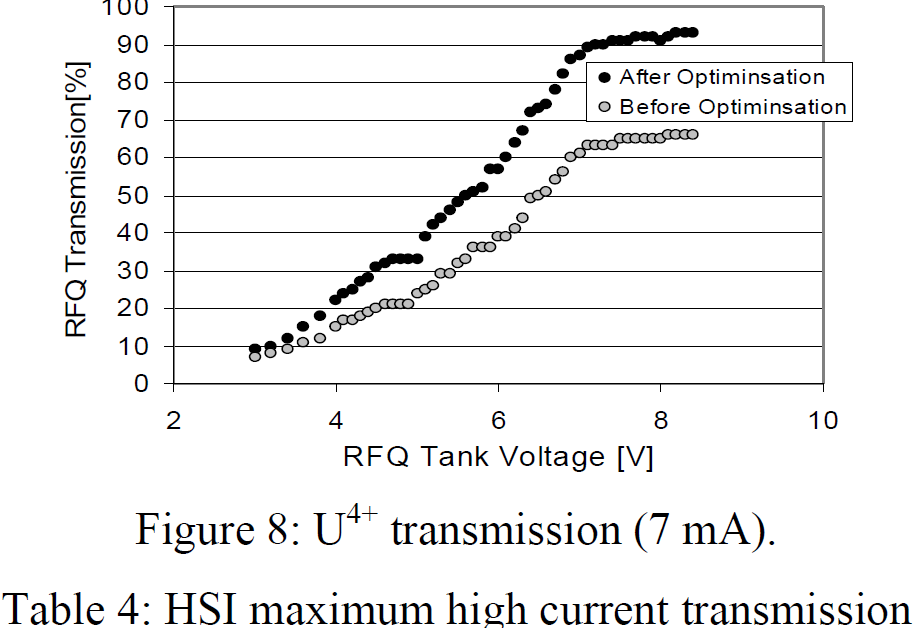 100
90
80
70
60
50
40
30
20
10
0
RFQ Transmission[%]
After Optiminsation
Before Optiminsation
2 4 6 8 10
RFQ Tank Voltage [V]
Figure 8: U⁴⁺ transmission (7 mA).
Table 4: HSI maximum high current transmission